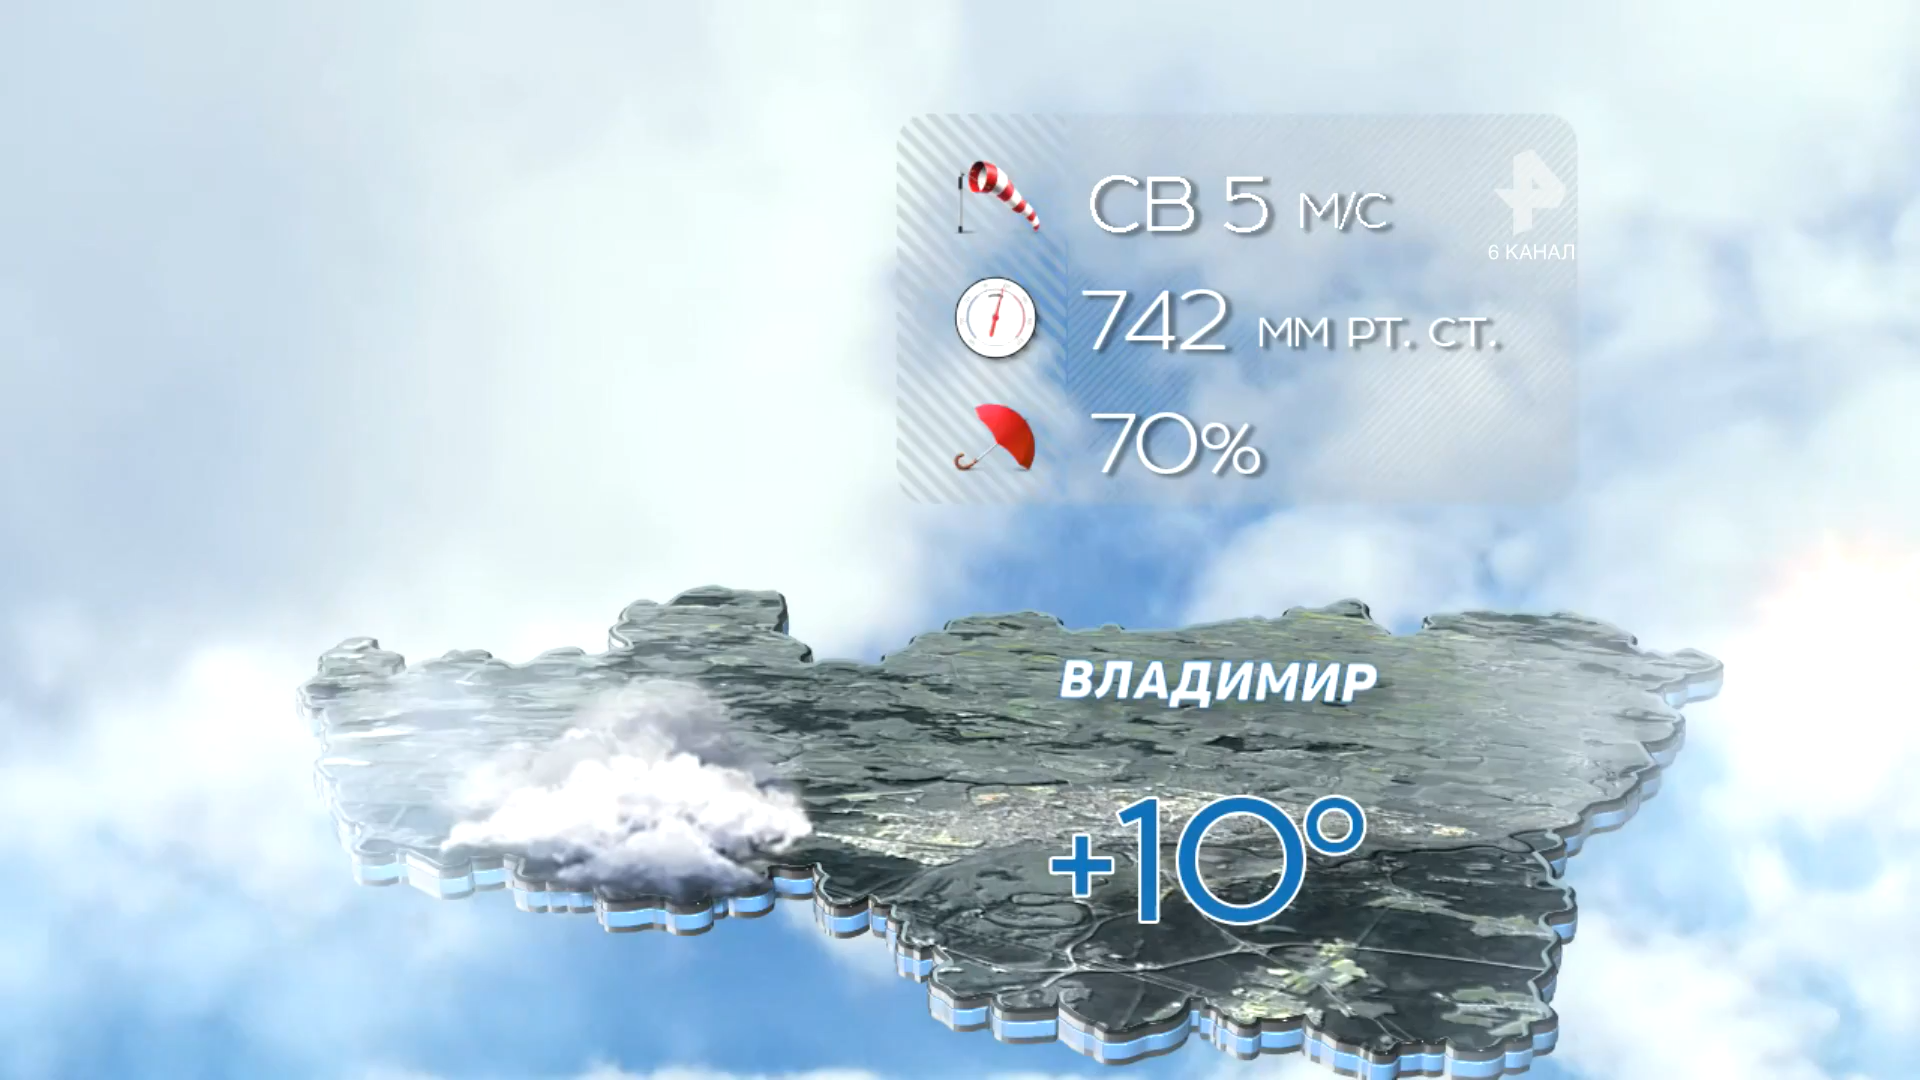 СВ 5 М/С
6 КАНАЛ
742 ММ РТ. СТ.
70%
ВЛАДИМИР
+10°